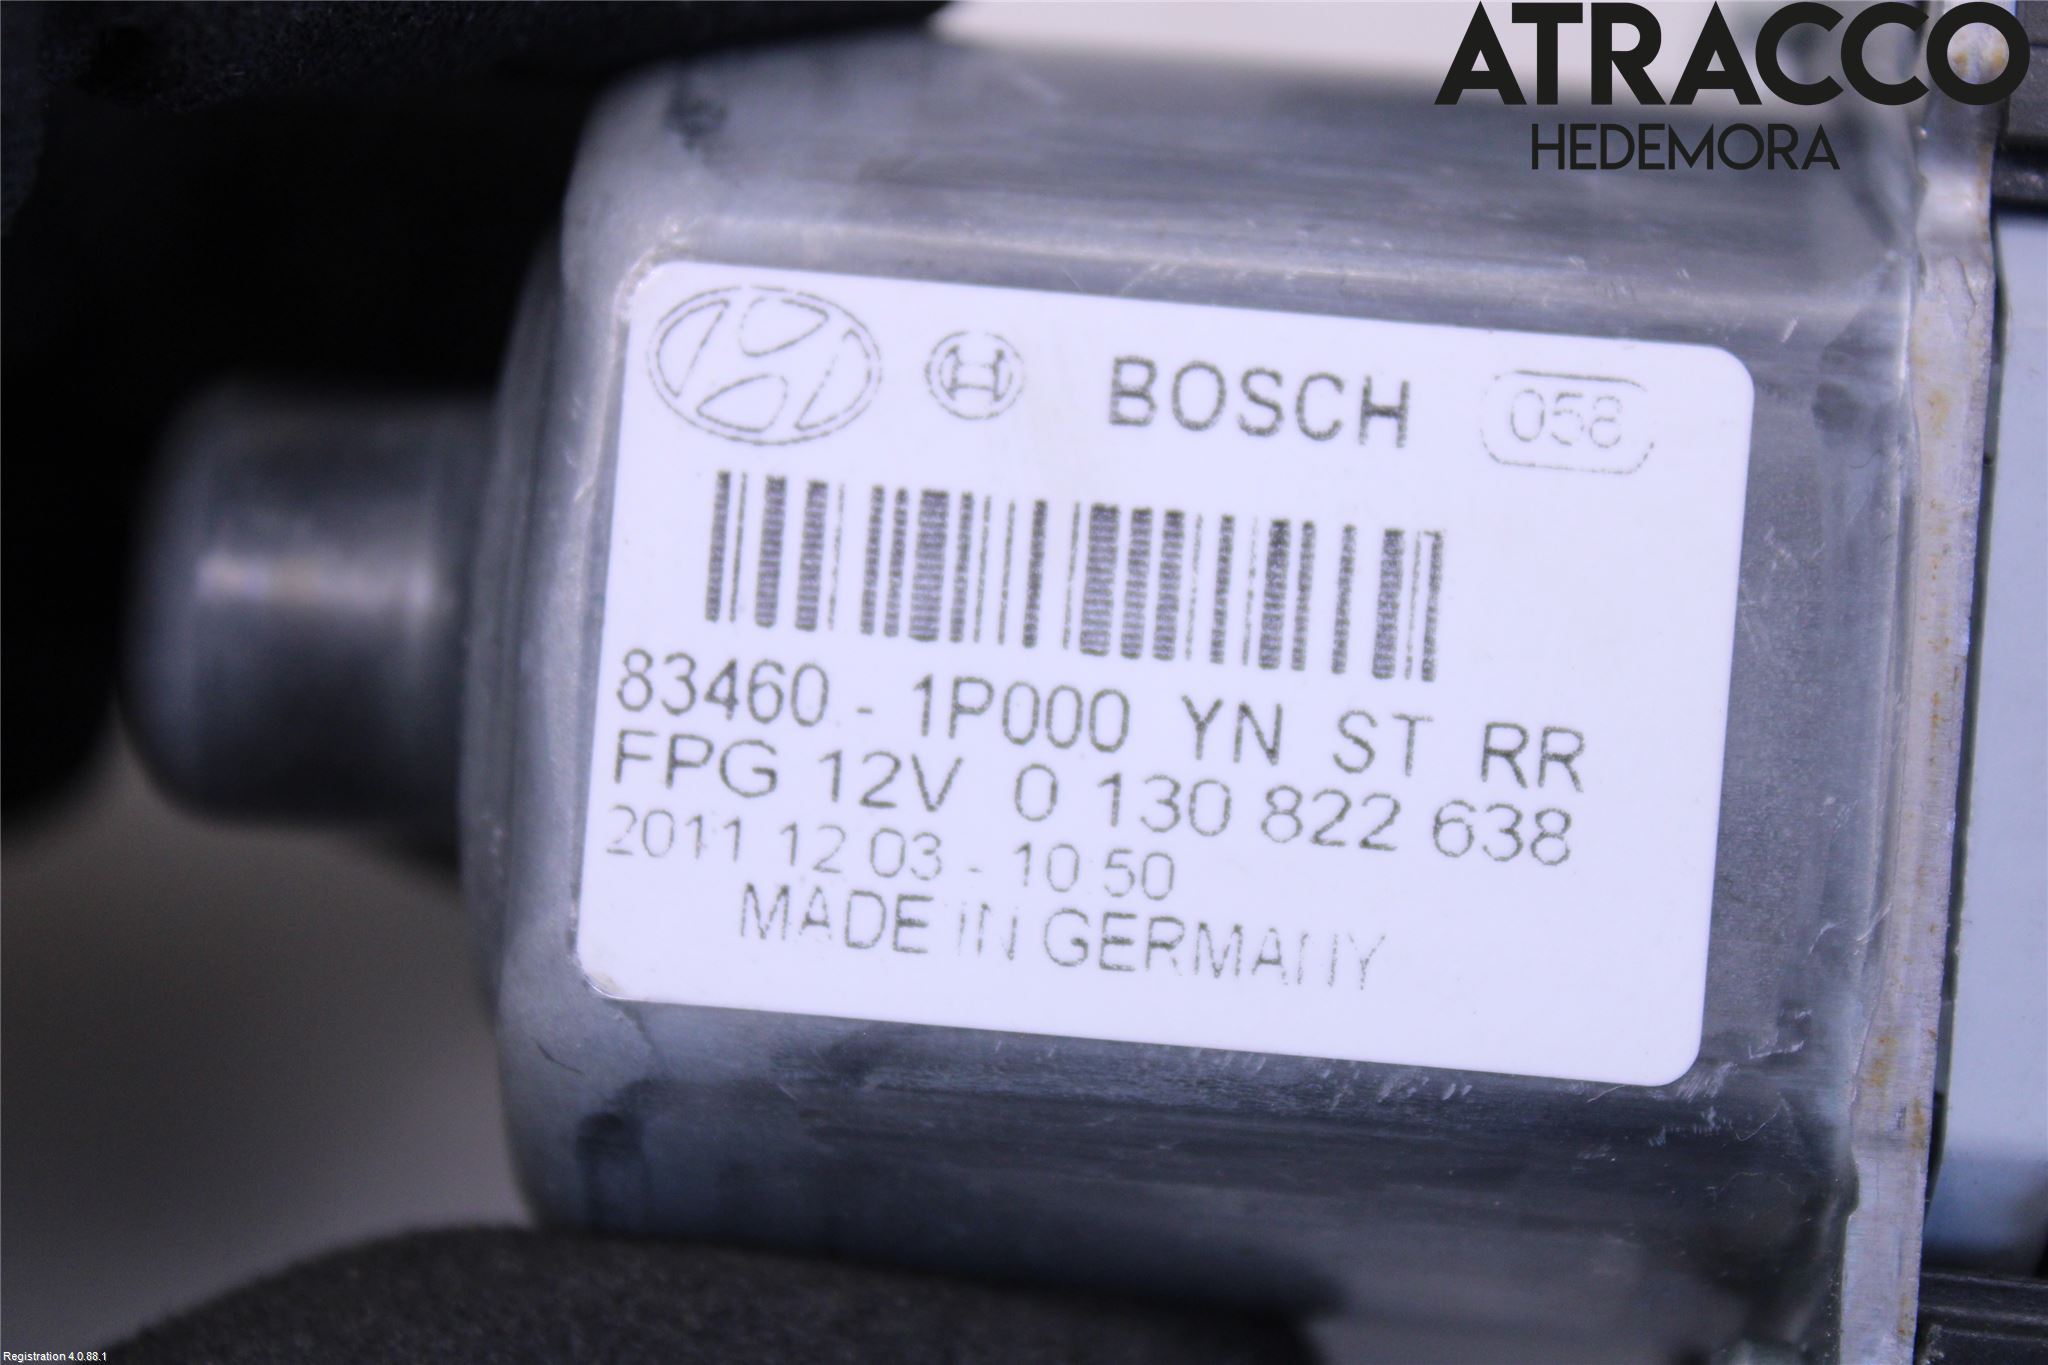 ATRACCO
HEDEMORA
BOSCH 058
83460 - 1P000 YN ST RR
FPG 12V 0 130 822 638
2011 12 03 - 10:50
MADE IN GERMANY
Registration 4.0.88.1